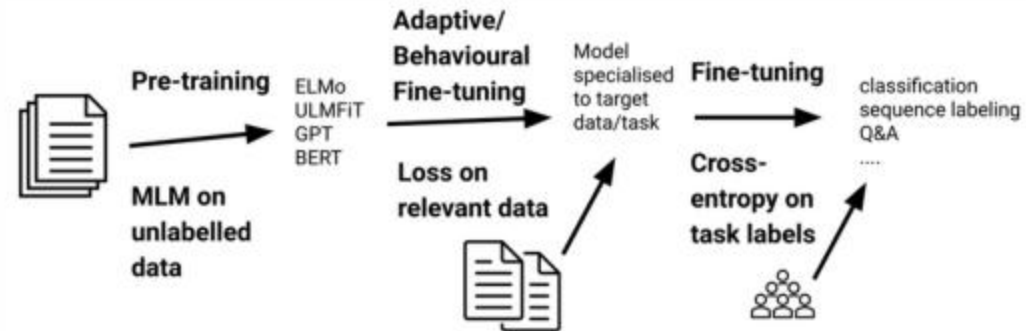 Pre-training
MLM on
unlabelled
data
ELMo
ULMFiT
GPT
BERT
Adaptive/
Behavioural
Fine-tuning
Loss on
relevant data
Model
specialised
to target
data/task
Fine-tuning
Cross-
entropy on
task labels
classification
sequence labeling
Q&A
....